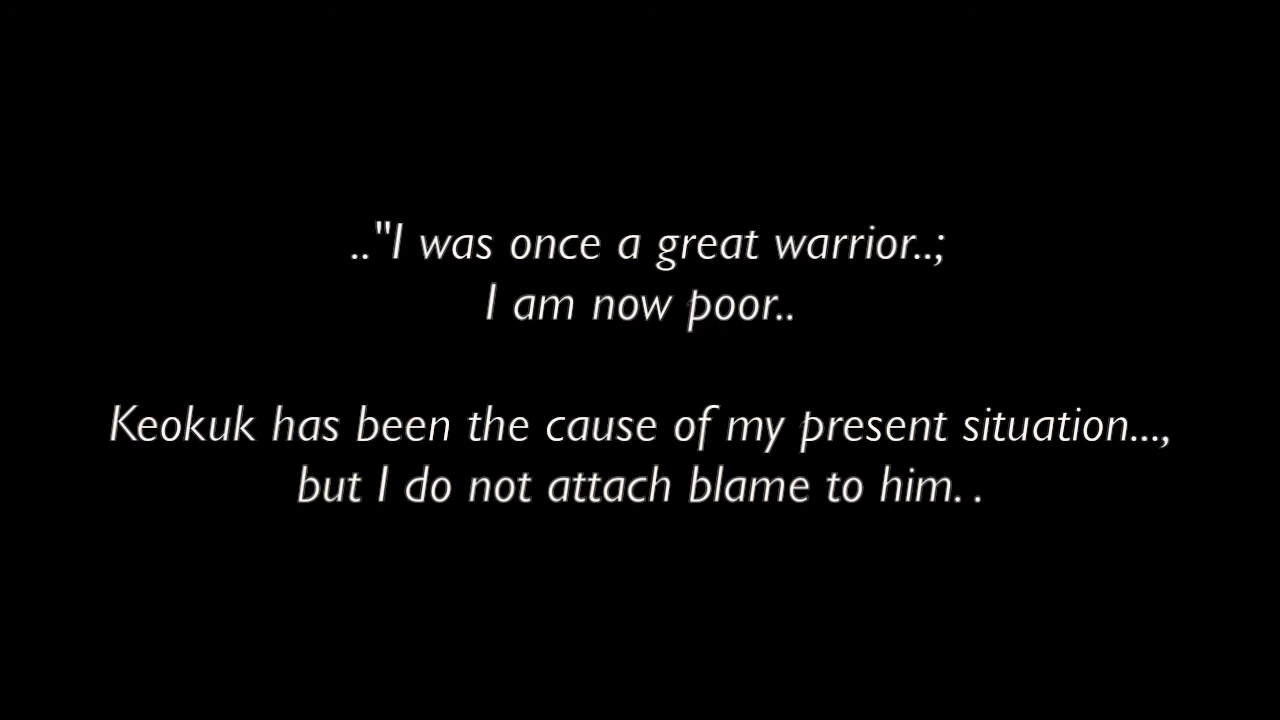 .."I was once a great warrior..;
I am now poor..
Keokuk has been the cause of my present situation...,
but I do not attach blame to him. .